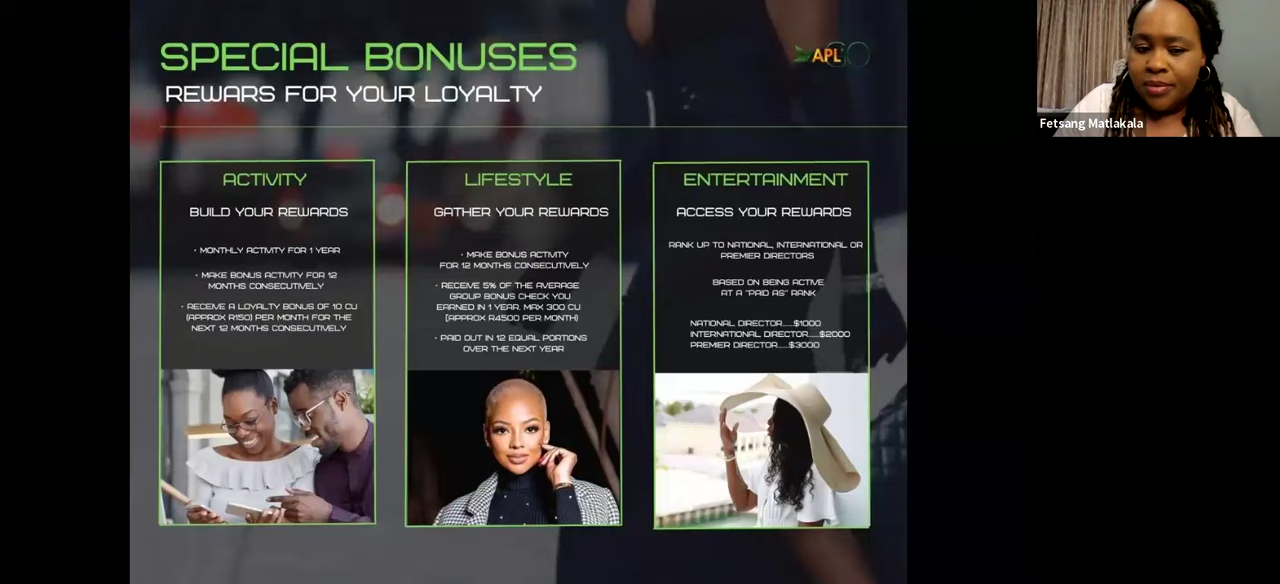 SPECIAL BONUSES
REWARS FOR YOUR LOYALTY
APLGO
Fetsang Matlakala
ACTIVITY
BUILD YOUR REWARDS
• MONTHLY ACTIVITY FOR 1 YEAR
• MAKE BONUS ACTIVITY FOR 12
MONTHS CONSECUTIVELY
• RECEIVE A LOYALTY BONUS OF 10 CU
(APPROX R150) PER MONTH FOR THE
NEXT 12 MONTHS CONSECUTIVELY
LIFESTYLE
GATHER YOUR REWARDS
• MAKE BONUS ACTIVITY
FOR 12 MONTHS CONSECUTIVELY
• RECEIVE 5% OF THE AVERAGE
GROUP BONUS CHECK YOU
EARNED IN 1 YEAR. MAX 300 CU
(APPROX R4500 PER MONTH)
• PAID OUT IN 12 EQUAL PORTIONS
OVER THE NEXT YEAR
ENTERTAINMENT
ACCESS YOUR REWARDS
RANK UP TO NATIONAL, INTERNATIONAL OR
PREMIER DIRECTORS
BASED ON BEING ACTIVE
AT A "PAID AS" RANK
NATIONAL DIRECTOR......$1000
INTERNATIONAL DIRECTOR......$2000
PREMIER DIRECTOR......$3000